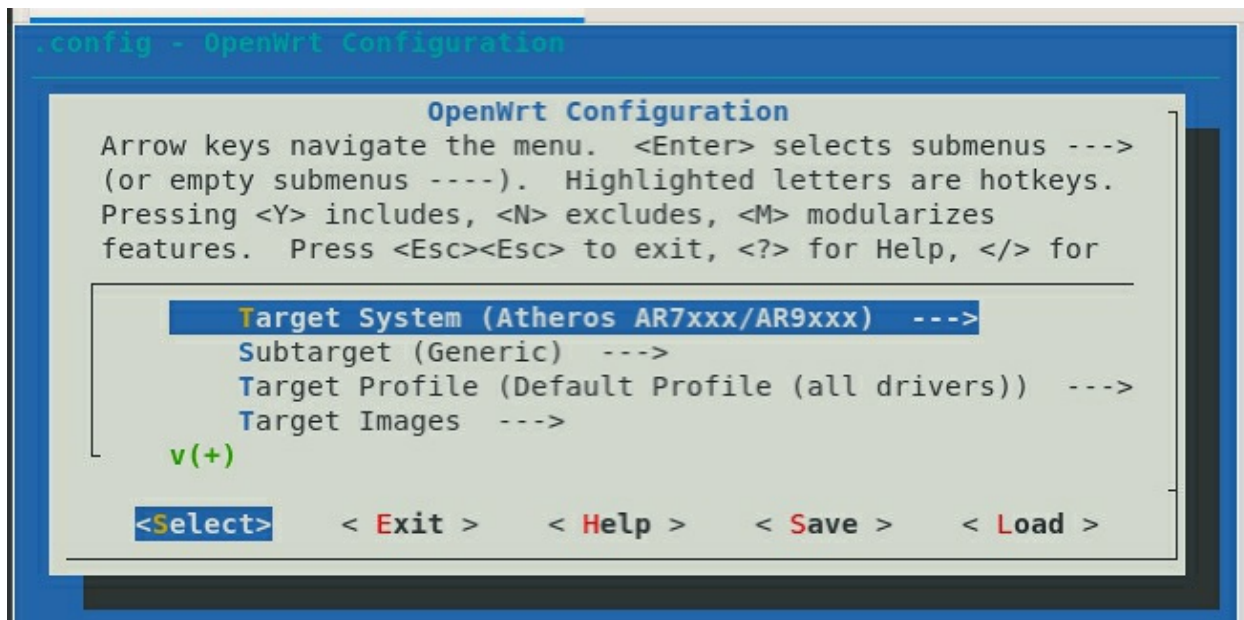 .config - OpenWrt Configuration
OpenWrt Configuration
Arrow keys navigate the menu.  <Enter> selects submenus --->
(or empty submenus ----).  Highlighted letters are hotkeys.
Pressing <Y> includes, <N> excludes, <M> modularizes
features.  Press <Esc><Esc> to exit, <?> for Help, </> for
Target System (Atheros AR7xxx/AR9xxx)  --->
Subtarget (Generic)  --->
Target Profile (Default Profile (all drivers))  --->
Target Images  --->
v(+)
<Select>    < Exit >    < Help >    < Save >    < Load >